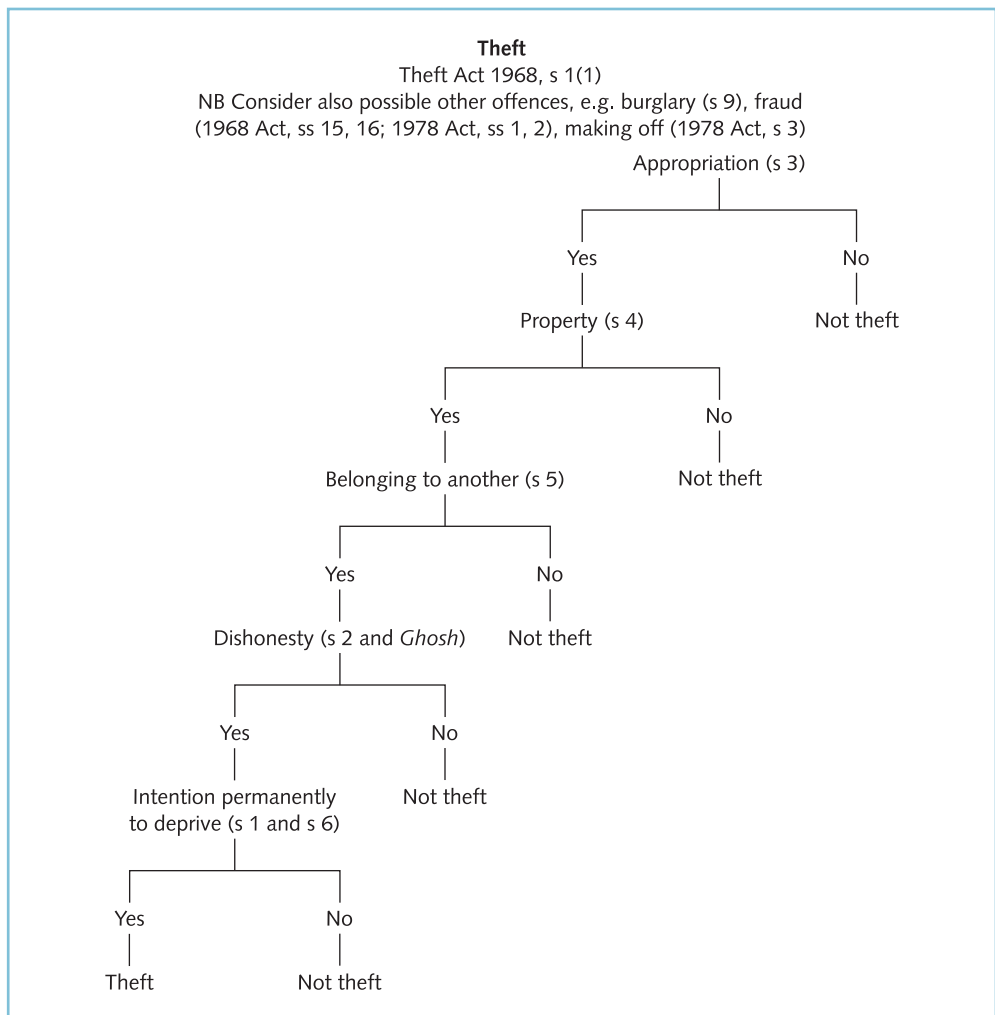 Theft
Theft Act 1968, s 1(1)
NB Consider also possible other offences, e.g. burglary (s 9), fraud
(1968 Act, ss 15, 16; 1978 Act, ss 1, 2), making off (1978 Act, s 3)
Appropriation (s 3)
Yes
No
Property (s 4)
Not theft
Yes
No
Belonging to another (s 5)
Not theft
Yes
No
Dishonesty (s 2 and Ghosh)
Not theft
Yes
No
Intention permanently
to deprive (s 1 and s 6)
Not theft
Yes
No
Theft
Not theft